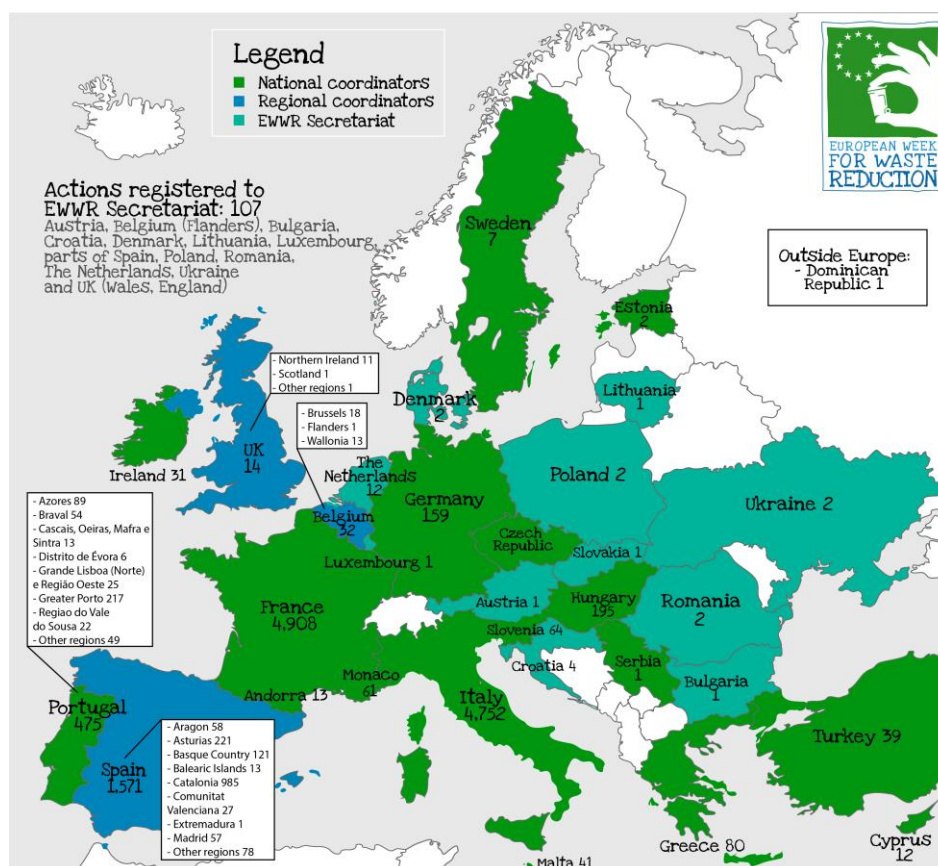 Legend
National coordinators
Regional coordinators
EWWR Secretariat
EUROPEAN WEEK
FOR WASTE
REDUCTION
Actions registered to
EWWR Secretariat: 107
Austria, Belgium (Flanders), Bulgaria,
Croatia, Denmark, Lithuania, Luxembourg
parts of Spain, Poland, Romania,
The Netherlands, Ukraine
and UK (Wales, England)
Outside Europe:
- Dominican
Republic 1
Sweden
7
Estonia
2
Lithuania
1
Denmark
2
- Northern Ireland 11
- Scotland 1
- Other regions 1
- Brussels 18
- Flanders 1
- Wallonia 13
Ireland 31
UK
14
The
Netherlands
12
Belgium
32
Luxembourg 1
Germany
159
Poland 2
Ukraine 2
Czech
Republic
Slovakia 1
Austria 1
Hungary
195
Romania
2
Slovenia 64
Croatia 4
Serbia
1
Bulgaria
1
France
4,908
Monaco
61
Andorra 13
Italy
4,752
- Azores 89
- Braval 54
- Cascais, Oeiras, Mafra e
Sintra 13
- Distrito de Évora 6
- Grande Lisboa (Norte)
e Região Oeste 25
- Greater Porto 217
- Regiao do Vale
do Sousa 22
- Other regions 49
Portugal
475
Spain
1,571
- Aragon 58
- Asturias 221
- Basque Country 121
- Balearic Islands 13
- Catalonia 985
- Comunitat
Valenciana 27
- Extremadura 1
- Madrid 57
- Other regions 78
Turkey 39
Greece 80
Cyprus
12
Malta 41